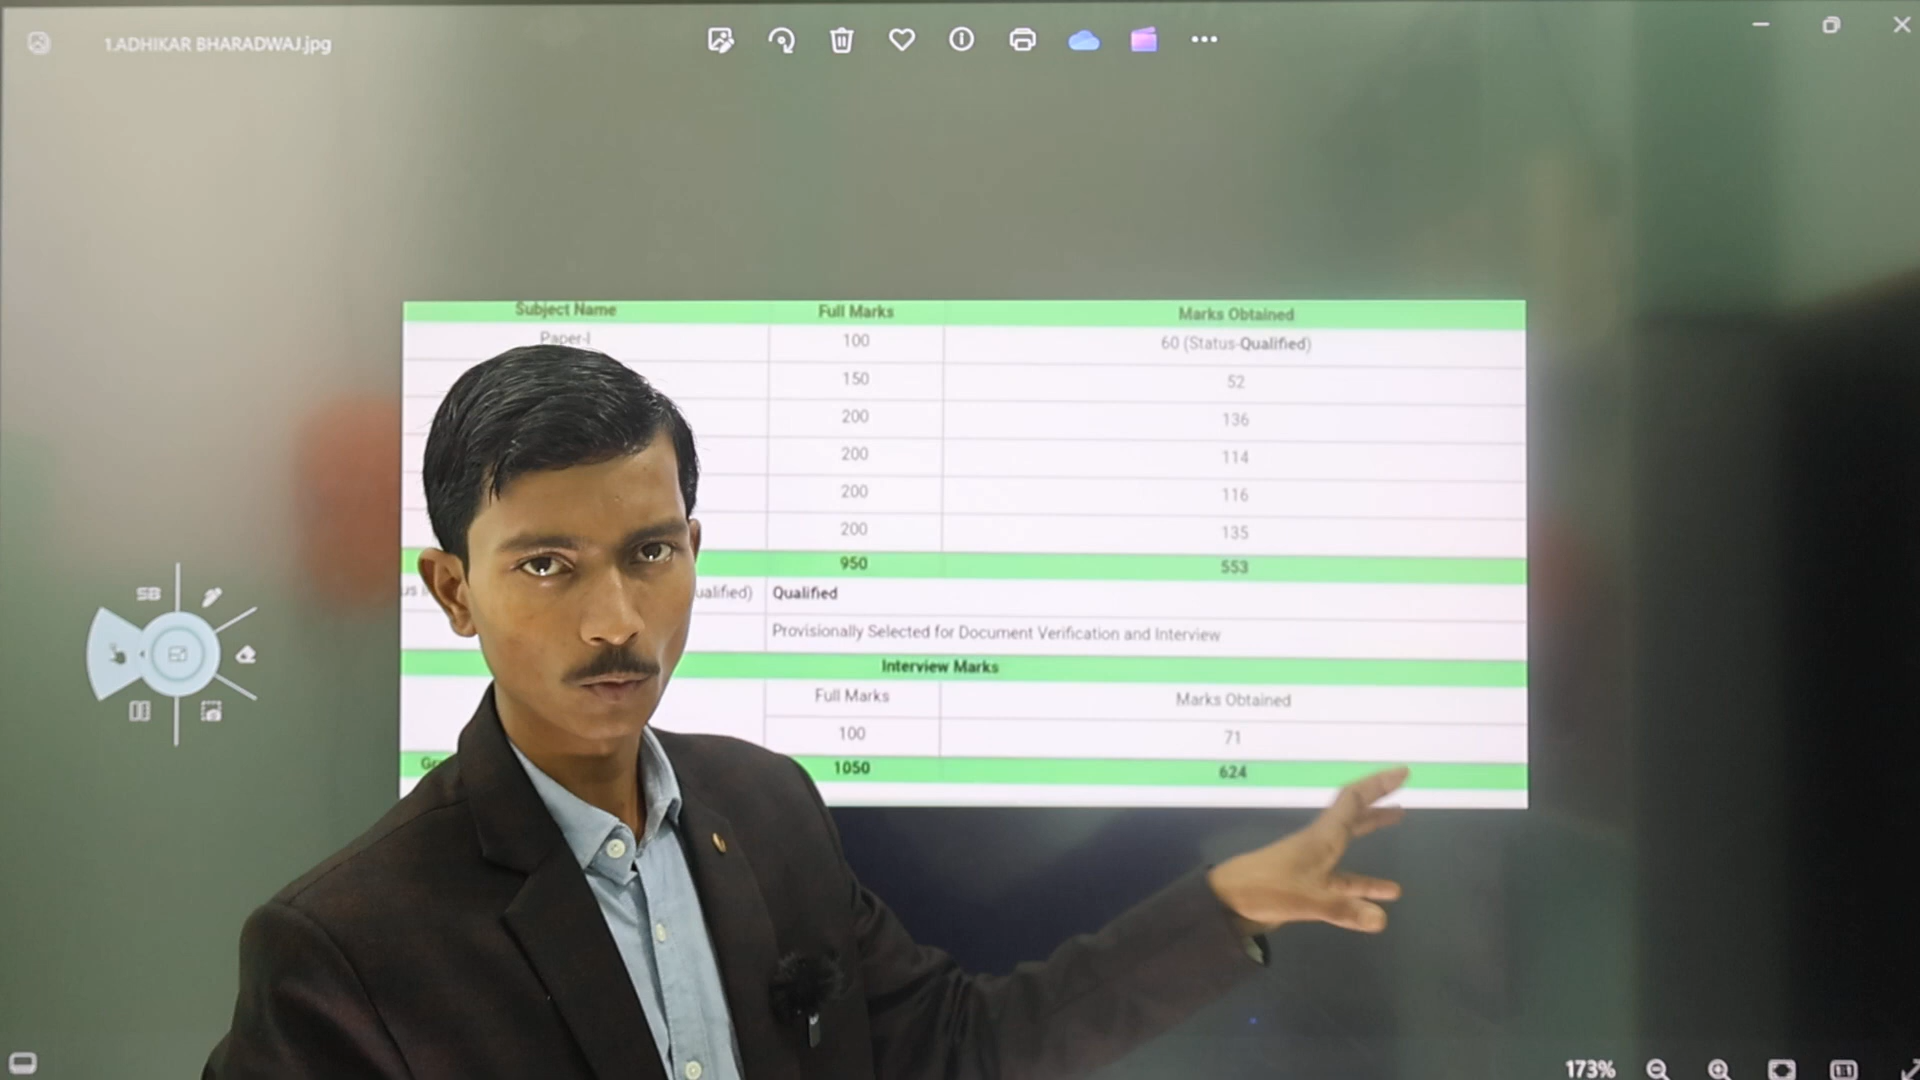 1.ADHIKAR BHARADWAJ.jpg
Subject Name Full Marks Marks Obtained
Paper-I 100 60 (Status-Qualified)
150 52
200 136
200 114
200 116
200 135
950 553
ualified) Qualified
Provisionally Selected for Document Verification and Interview
Interview Marks
Full Marks Marks Obtained
100 71
1050 624
SB
173%